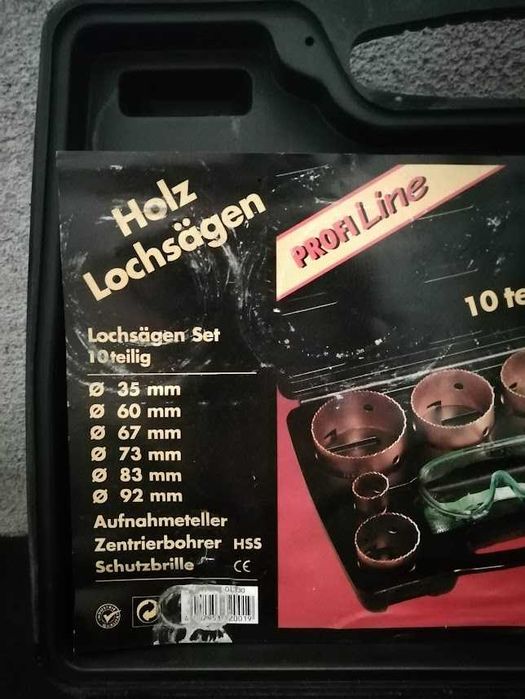 Holz
Lochsägen
PROFI Line
10 te
Lochsägen Set
10teilig
Ø 35 mm
Ø 60 mm
Ø 67 mm
Ø 73 mm
Ø 83 mm
Ø 92 mm
Aufnahmeteller
Zentrierbohrer HSS
Schutzbrille CE